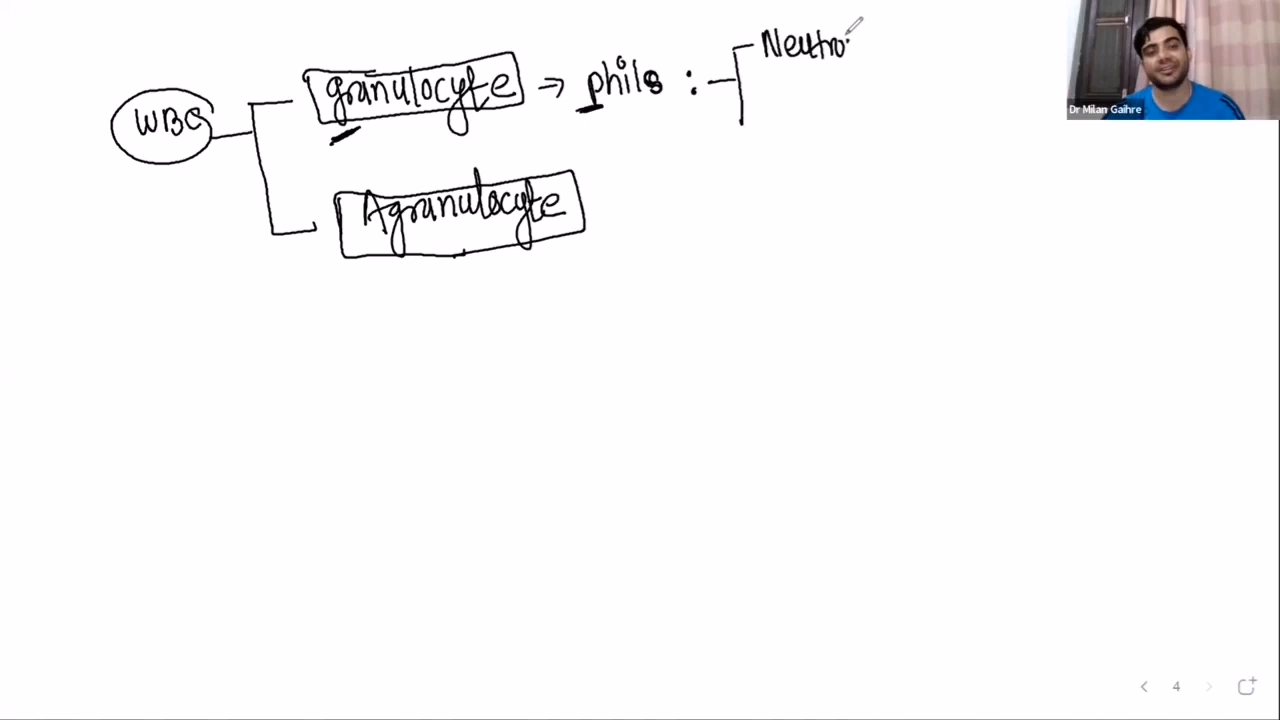 WBC
granulocyte → phils :
Neutro
Agranulocyte
Dr Milan Gaihre
4